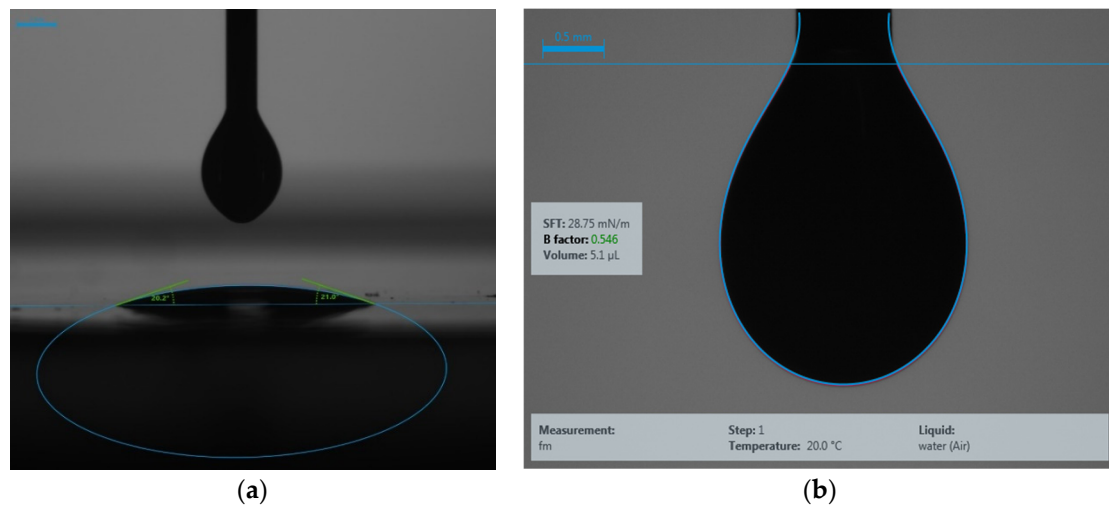 20.2°
21.0°
(a)
0.5 mm
SFT: 28.75 mN/m
B factor: 0.546
Volume: 5.1 µL
Measurement: Step: 1 Liquid:
fm Temperature: 20.0 °C water (Air)
(b)